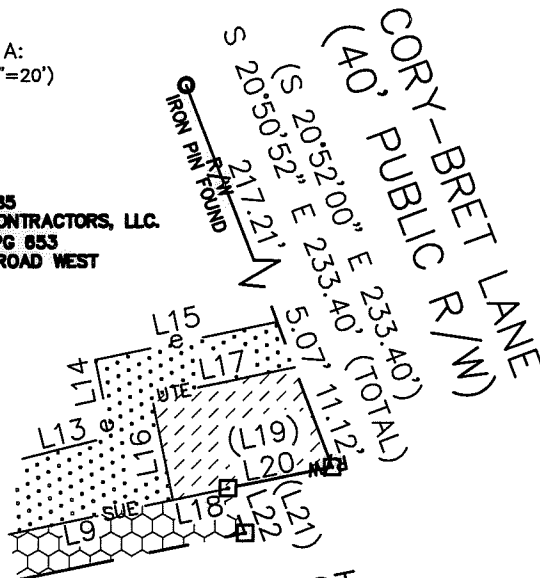 A:
"=20')
CORY-BRET LANE
(40' PUBLIC R/W)
(S 20°52'00" E 233.40')
S 20°50'52" E 233.40' (TOTAL)
IRON PIN FOUND
R/W
217.21'
35
ONTRACTORS, LLC.
PG 653
ROAD WEST
5.07'
11.12'
L15
e
L14
L17
UTE
L13
e
L16
(L19)
L20
R/W
SUE
L18
L9
L22
(L21)